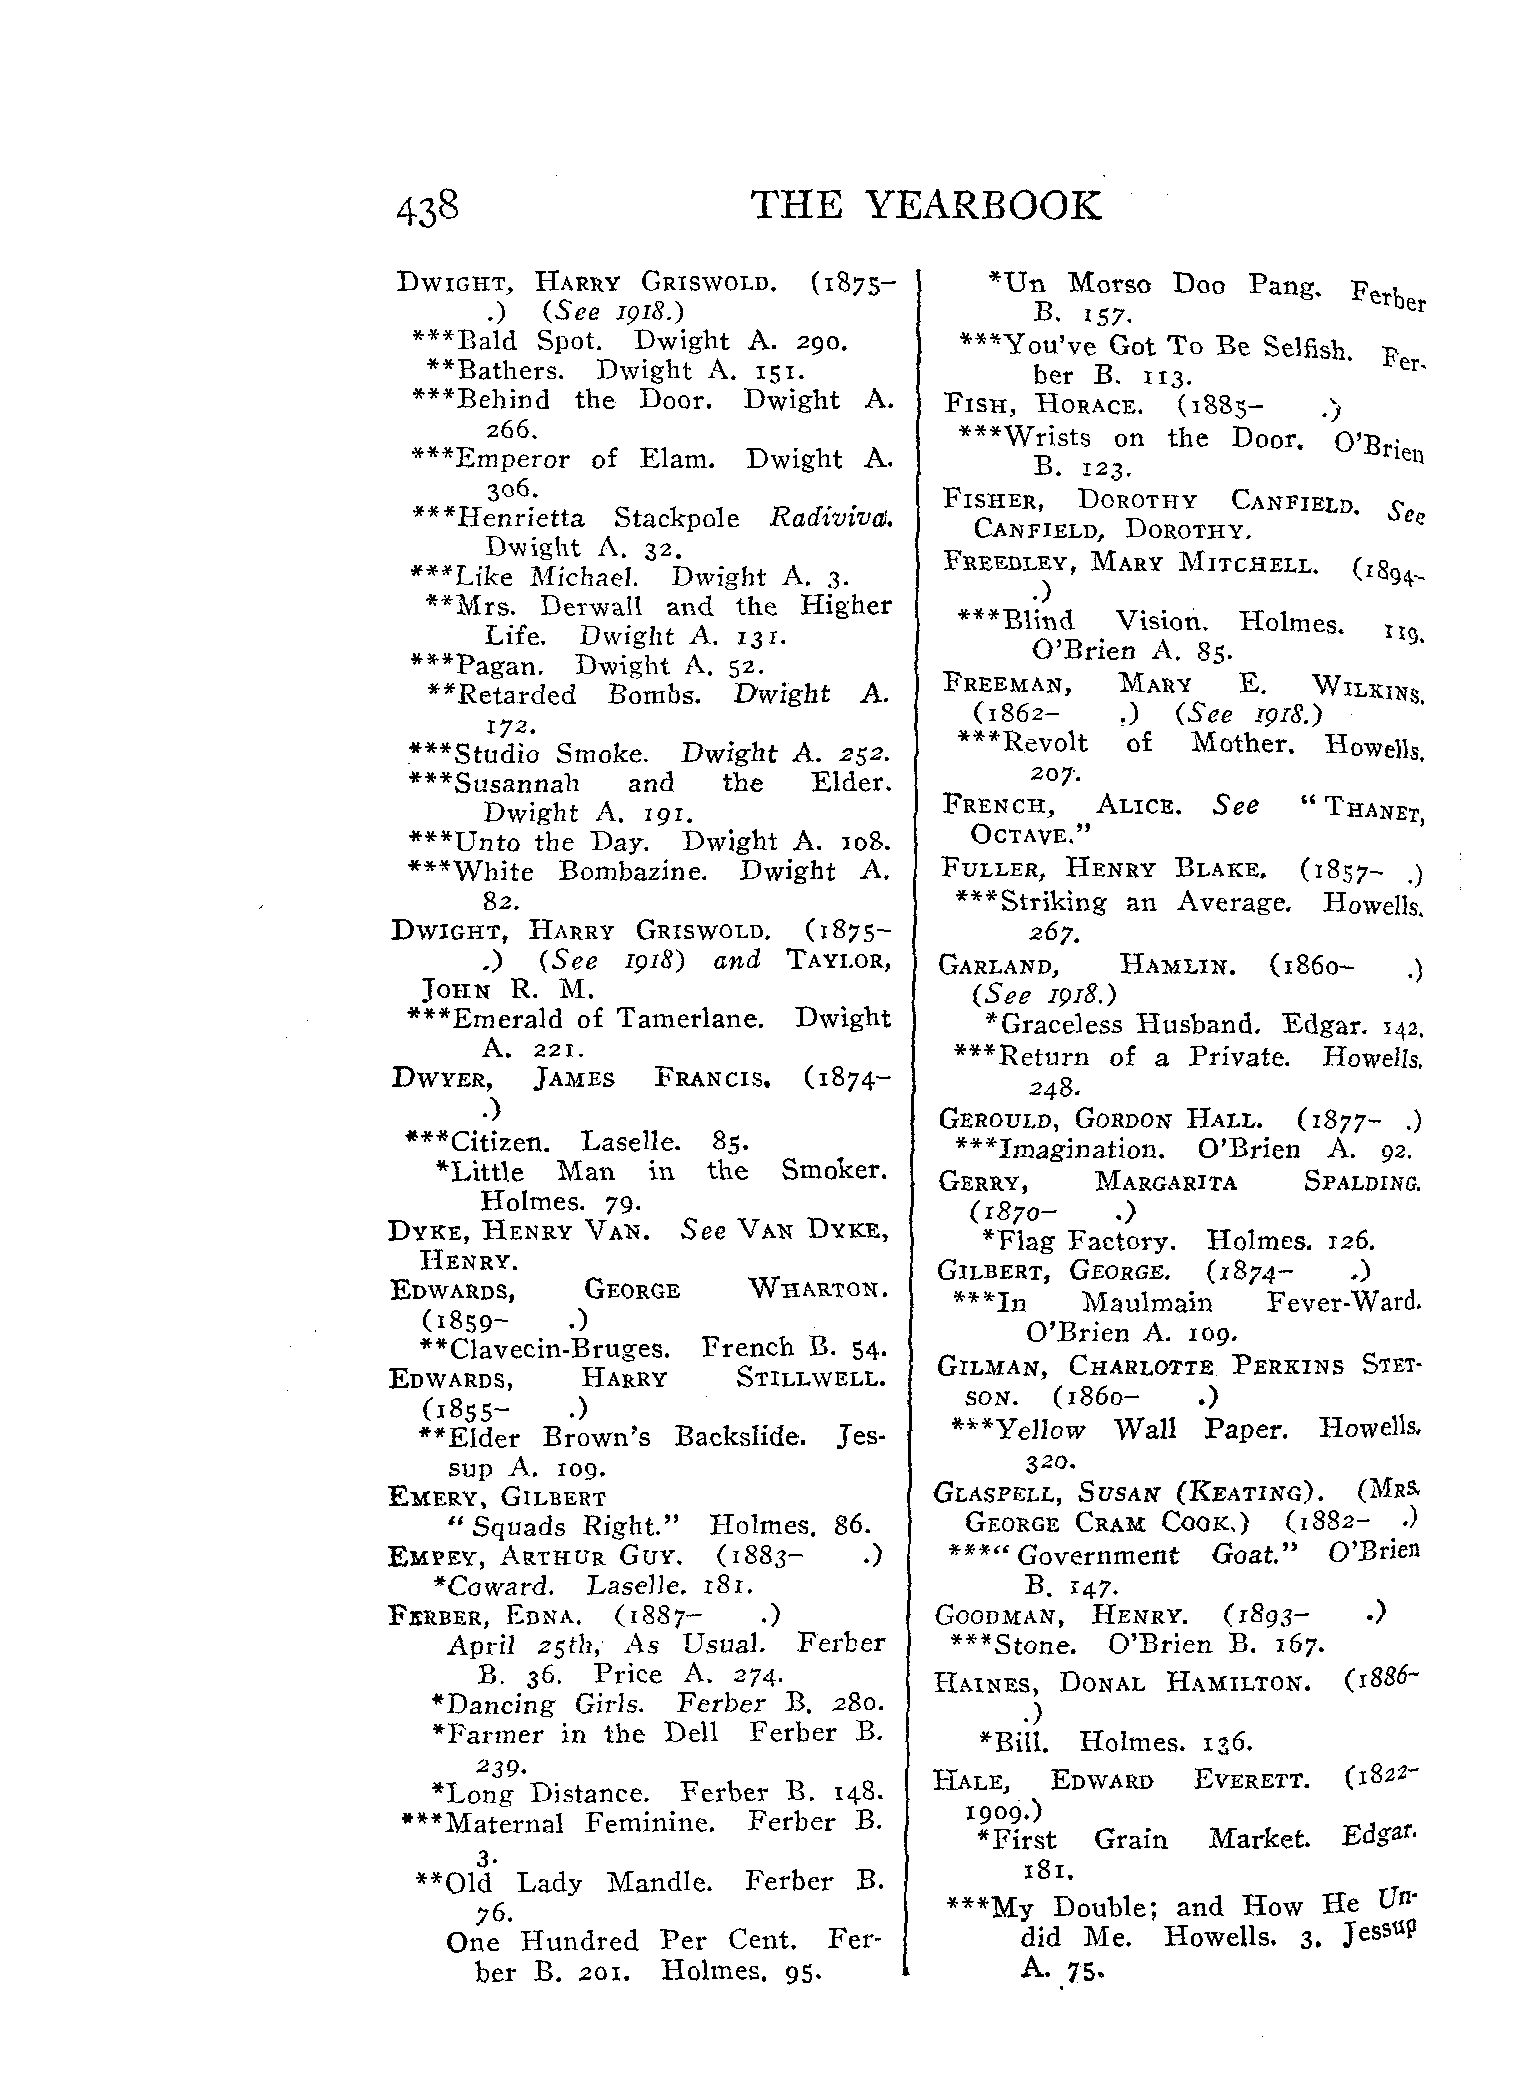 438 THE YEARBOOK
DWIGHT, HARRY GRISWOLD. (1875–
.) (See 1918.)
***Bald Spot. Dwight A. 290.
**Bathers. Dwight A. 151.
***Behind the Door. Dwight A.
266.
***Emperor of Elam. Dwight A.
306.
***Henrietta Stackpole Radiviva.
Dwight A. 32.
***Like Michael. Dwight A. 3.
**Mrs. Derwall and the Higher
Life. Dwight A. 131.
***Pagan. Dwight A. 52.
**Retarded Bombs. Dwight A.
172.
***Studio Smoke. Dwight A. 252.
***Susannah and the Elder.
Dwight A. 191.
***Unto the Day. Dwight A. 108.
***White Bombazine. Dwight A.
82.
DWIGHT, HARRY GRISWOLD. (1875–
.) (See 1918) and TAYLOR,
JOHN R. M.
***Emerald of Tamerlane. Dwight
A. 221.
DWYER, JAMES FRANCIS. (1874–
.)
***Citizen. Laselle. 85.
*Little Man in the Smoker.
Holmes. 79.
DYKE, HENRY VAN. See VAN DYKE,
HENRY.
EDWARDS, GEORGE WHARTON.
(1859– .)
**Clavecin-Bruges. French B. 54.
EDWARDS, HARRY STILLWELL.
(1855– .)
**Elder Brown's Backslide. Jes-
sup A. 109.
EMERY, GILBERT
"Squads Right." Holmes. 86.
EMPEY, ARTHUR GUY. (1883– .)
*Coward. Laselle. 181.
FERBER, EDNA. (1887– .)
April 25th, As Usual. Ferber
B. 36. Price A. 274.
*Dancing Girls. Ferber B. 280.
*Farmer in the Dell Ferber B.
239.
*Long Distance. Ferber B. 148.
***Maternal Feminine. Ferber B.
3.
**Old Lady Mandle. Ferber B.
76.
One Hundred Per Cent. Fer-
ber B. 201. Holmes. 95.
*Un Morso Doo Pang. Ferber
B. 157.
***You've Got To Be Selfish. Fer-
ber B. 113.
FISH, HORACE. (1885– .)
***Wrists on the Door. O'Brien
B. 123.
FISHER, DOROTHY CANFIELD. See
CANFIELD, DOROTHY.
FREEDLEY, MARY MITCHELL. (1894–
.)
***Blind Vision. Holmes. 119.
O'Brien A. 85.
FREEMAN, MARY E. WILKINS.
(1862– .) (See 1918.)
***Revolt of Mother. Howells.
207.
FRENCH, ALICE. See "THANET,
OCTAVE."
FULLER, HENRY BLAKE. (1857– .)
***Striking an Average. Howells.
267.
GARLAND, HAMLIN. (1860– .)
(See 1918.)
*Graceless Husband. Edgar. 142.
***Return of a Private. Howells.
248.
GEROULD, GORDON HALL. (1877– .)
***Imagination. O'Brien A. 92.
GERRY, MARGARITA SPALDING.
(1870– .)
*Flag Factory. Holmes. 126.
GILBERT, GEORGE. (1874– .)
***In Maulmain Fever-Ward.
O'Brien A. 109.
GILMAN, CHARLOTTE PERKINS STET-
SON. (1860– .)
***Yellow Wall Paper. Howells.
320.
GLASPELL, SUSAN (KEATING). (MRS.
GEORGE CRAM COOK.) (1882– .)
***"Government Goat." O'Brien
B. 147.
GOODMAN, HENRY. (1893– .)
***Stone. O'Brien B. 167.
HAINES, DONAL HAMILTON. (1886–
.)
*Bill. Holmes. 136.
HALE, EDWARD EVERETT. (1822–
1909.)
*First Grain Market. Edgar.
181.
***My Double; and How He Un-
did Me. Howells. 3. Jessup
A. 75.